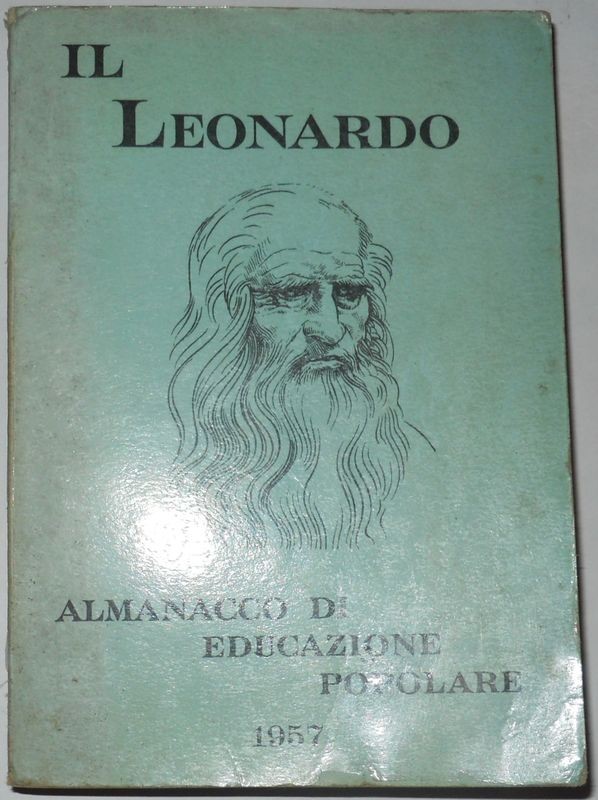 IL
LEONARDO
ALMANACCO DI
EDUCAZIONE
POPOLARE
1957